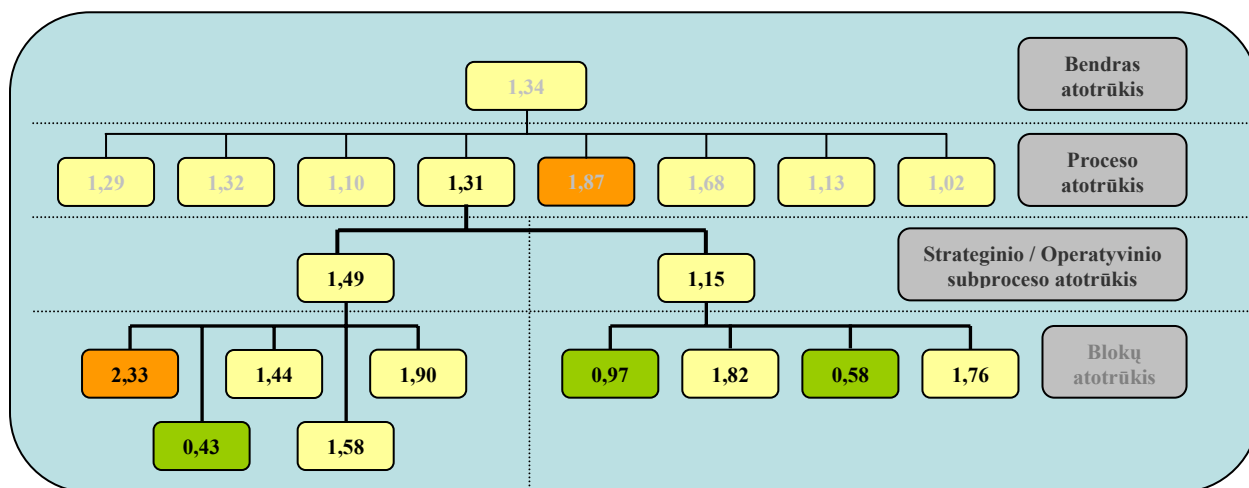 Bendras
atotrūkis
1,34
1,29 1,32 1,10 1,31 1,87 1,68 1,13 1,02
Proceso
atotrūkis
Strateginio / Operatyvinio
subproceso atotrūkis
1,49 1,15
2,33 1,44 1,90 0,97 1,82 0,58 1,76
Blokų
atotrūkis
0,43 1,58